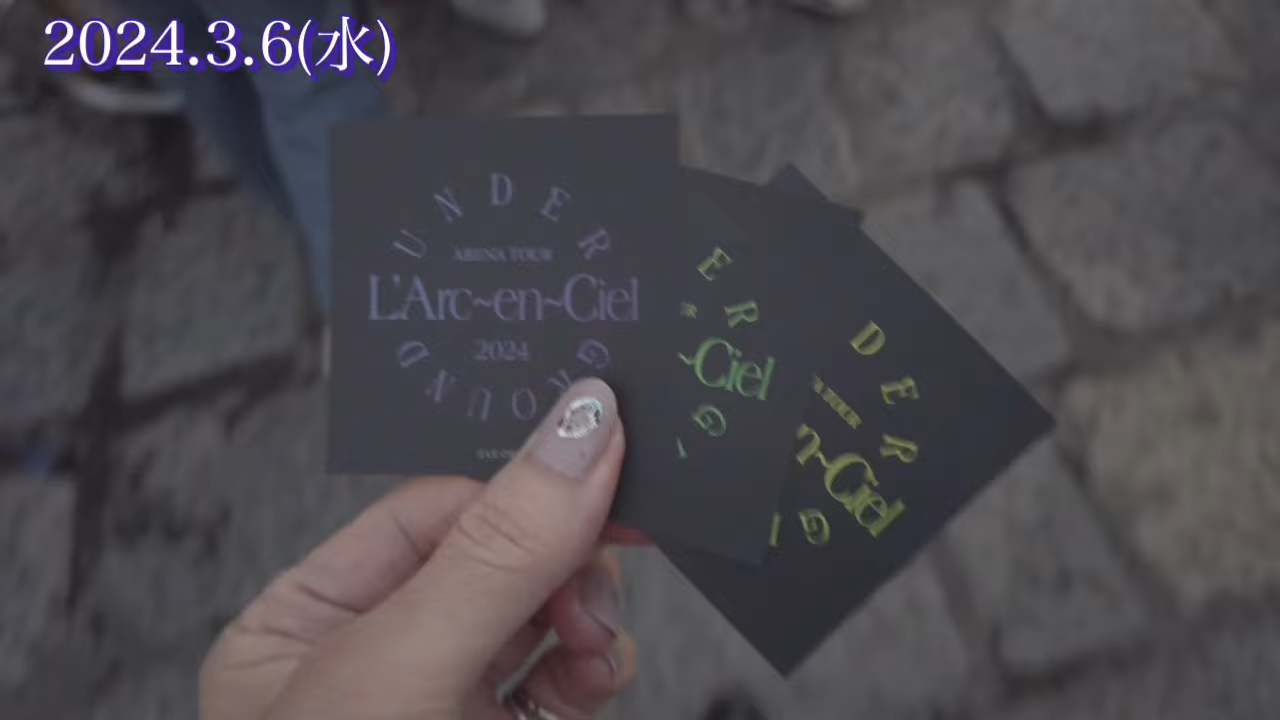 2024.3.6(水)
UNDER
ARENA TOUR
L'Arc~en~Ciel
2024
GROUND
ER
~Ciel
G
DER
n~Ciel
G